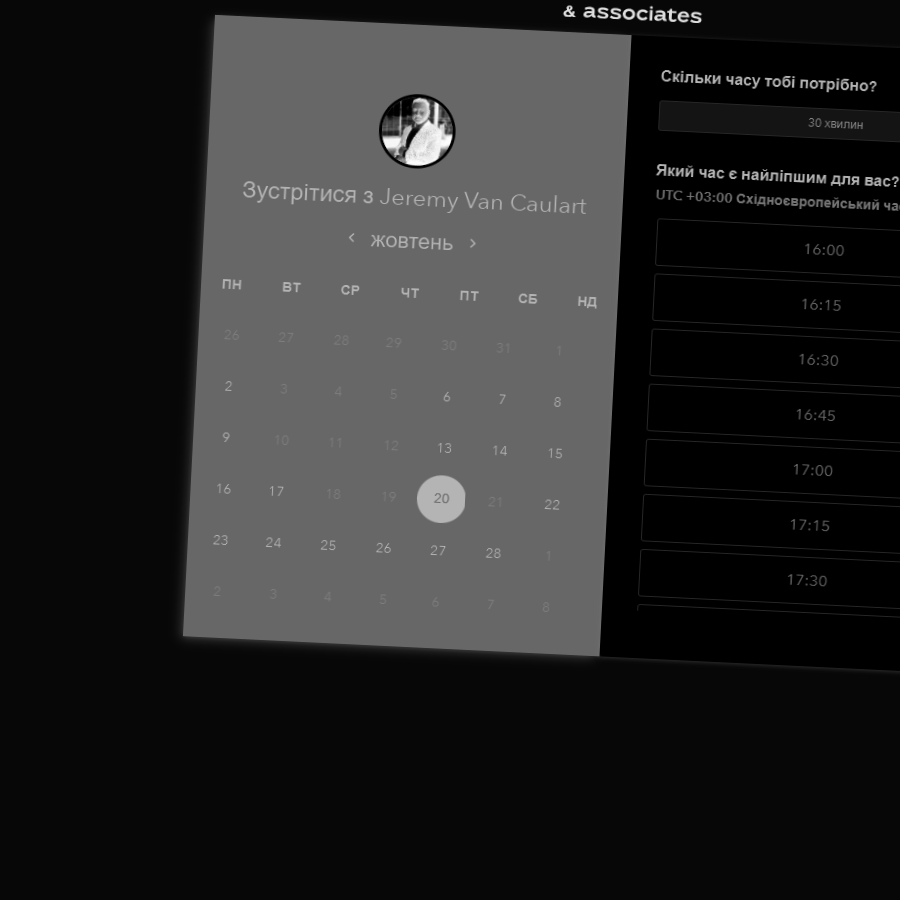 & associates
Зустрітися з Jeremy Van Caulart
‹ жовтень ›
ПН ВТ СР ЧТ ПТ СБ НД
26 27 28 29 30 31 1
2 3 4 5 6 7 8
9 10 11 12 13 14 15
16 17 18 19 20 21 22
23 24 25 26 27 28 1
2 3 4 5 6 7 8
Скільки часу тобі потрібно?
30 хвилин
Який час є найліпшим для вас?
UTC +03:00 Східноєвропейський
16:00
16:15
16:30
16:45
17:00
17:15
17:30